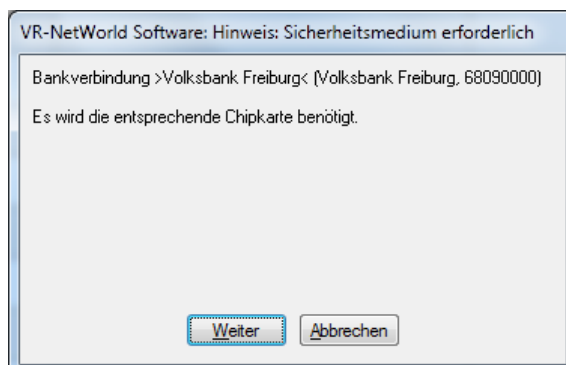 VR-NetWorld Software: Hinweis: Sicherheitsmedium erforderlich
Bankverbindung >Volksbank Freiburg< (Volksbank Freiburg, 68090000)
Es wird die entsprechende Chipkarte benötigt.
Weiter
Abbrechen